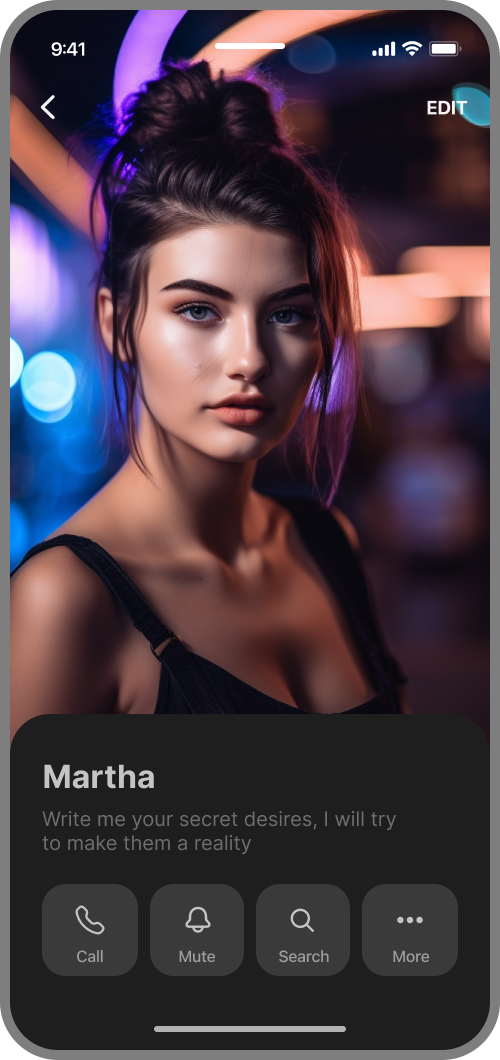 9:41
EDIT
Martha
Write me your secret desires, I will try
to make them a reality
Call Mute Search More